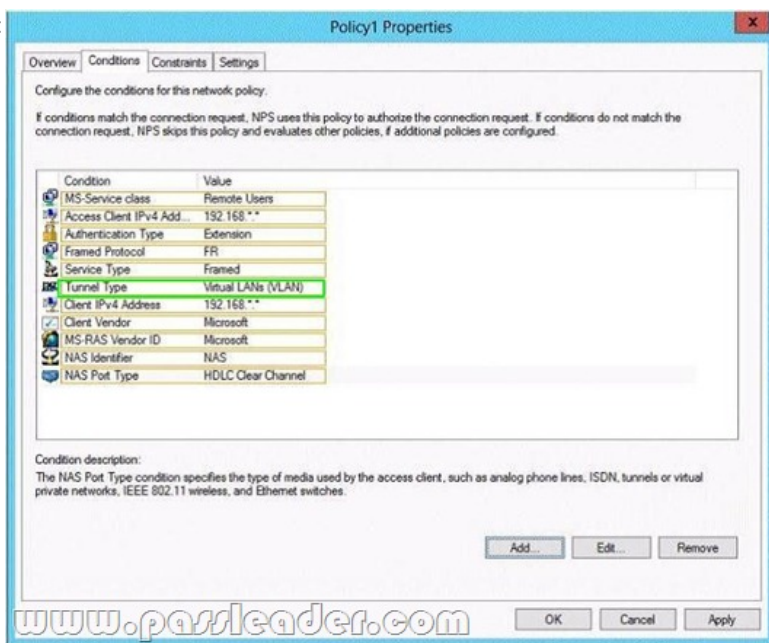 Policy1 Properties
x
Overview Conditions Constraints Settings
Configure the conditions for this network policy.
If conditions match the connection request, NPS uses this policy to authorize the connection request. If conditions do not match the
connection request, NPS skips this policy and evaluates other policies, if additional policies are configured.
Condition Value
MS-Service class Remote Users
Access Client IPv4 Add... 192.168.*.*
Authentication Type Extension
Framed Protocol FR
Service Type Framed
Tunnel Type Virtual LANs (VLAN)
Client IPv4 Address 192.168.*.*
Client Vendor Microsoft
MS-RAS Vendor ID Microsoft
NAS Identifier NAS
NAS Port Type HDLC Clear Channel
Condition description:
The NAS Port Type condition specifies the type of media used by the access client, such as analog phone lines, ISDN, tunnels or virtual
private networks, IEEE 802.11 wireless, and Ethernet switches.
Add... Edit... Remove
OK Cancel Apply
www.passleader.com